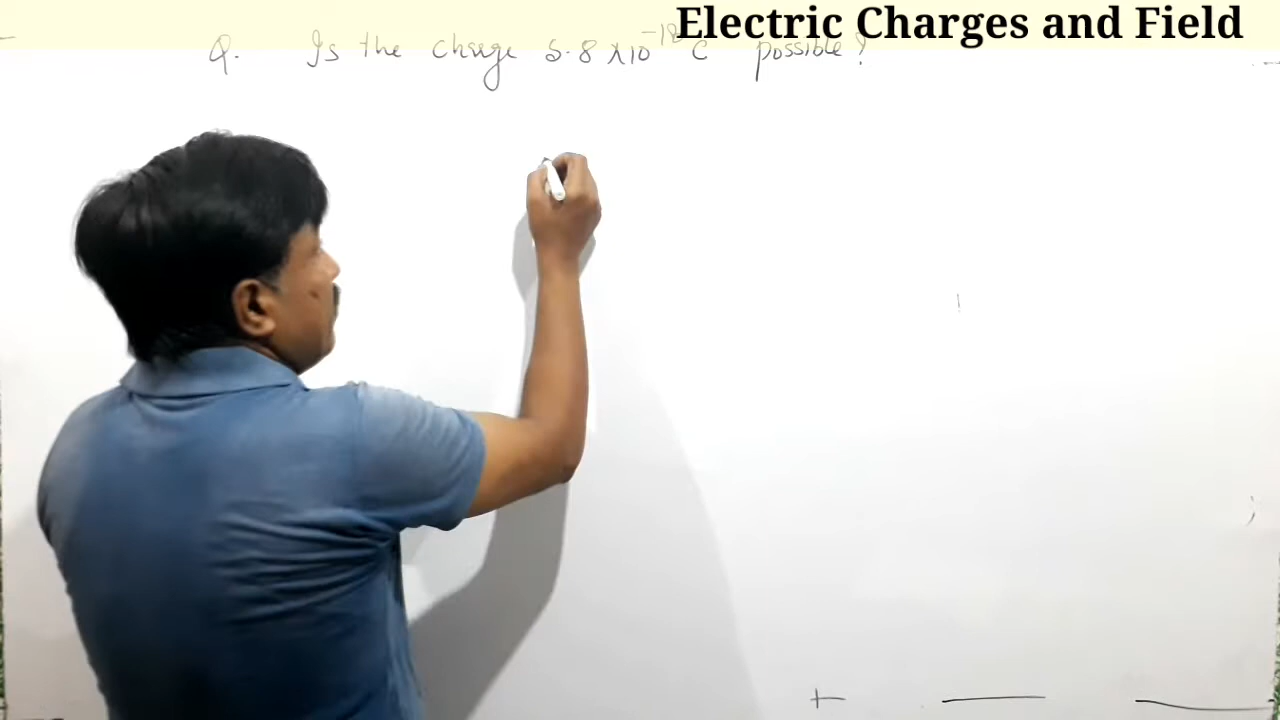 Electric Charges and Field
Q. Is the charge 5.8 × 10⁻¹⁸ C possible?